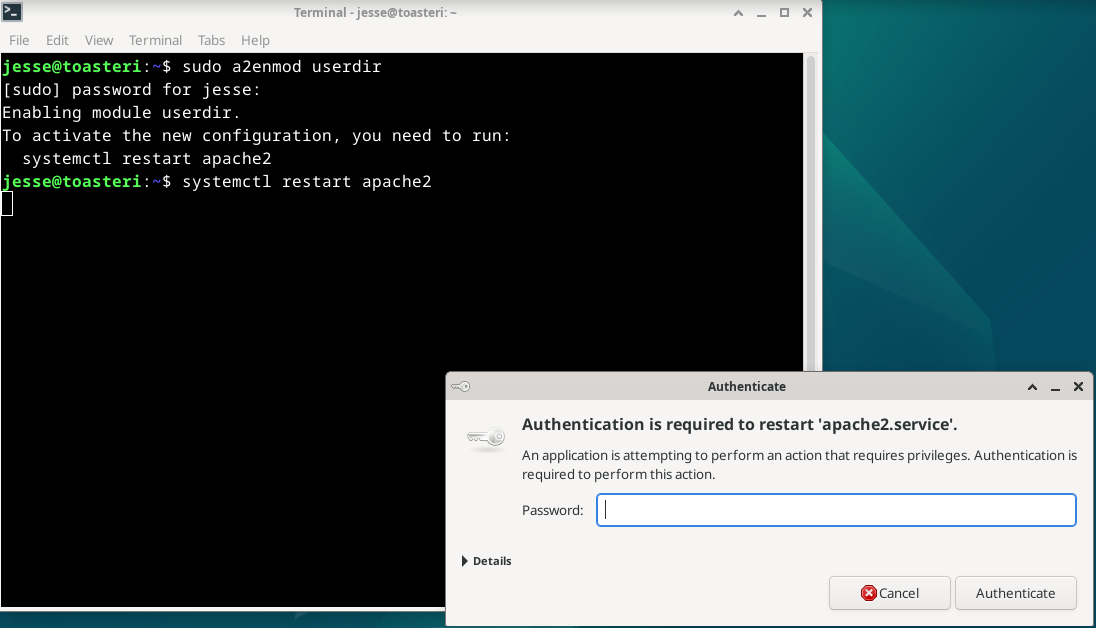 Terminal - jesse@toasteri: ~
File Edit View Terminal Tabs Help
jesse@toasteri:~$ sudo a2enmod userdir
[sudo] password for jesse:
Enabling module userdir.
To activate the new configuration, you need to run:
  systemctl restart apache2
jesse@toasteri:~$ systemctl restart apache2
Authenticate
Authentication is required to restart 'apache2.service'.
An application is attempting to perform an action that requires privileges. Authentication is
required to perform this action.
Password:
Details
Cancel Authenticate